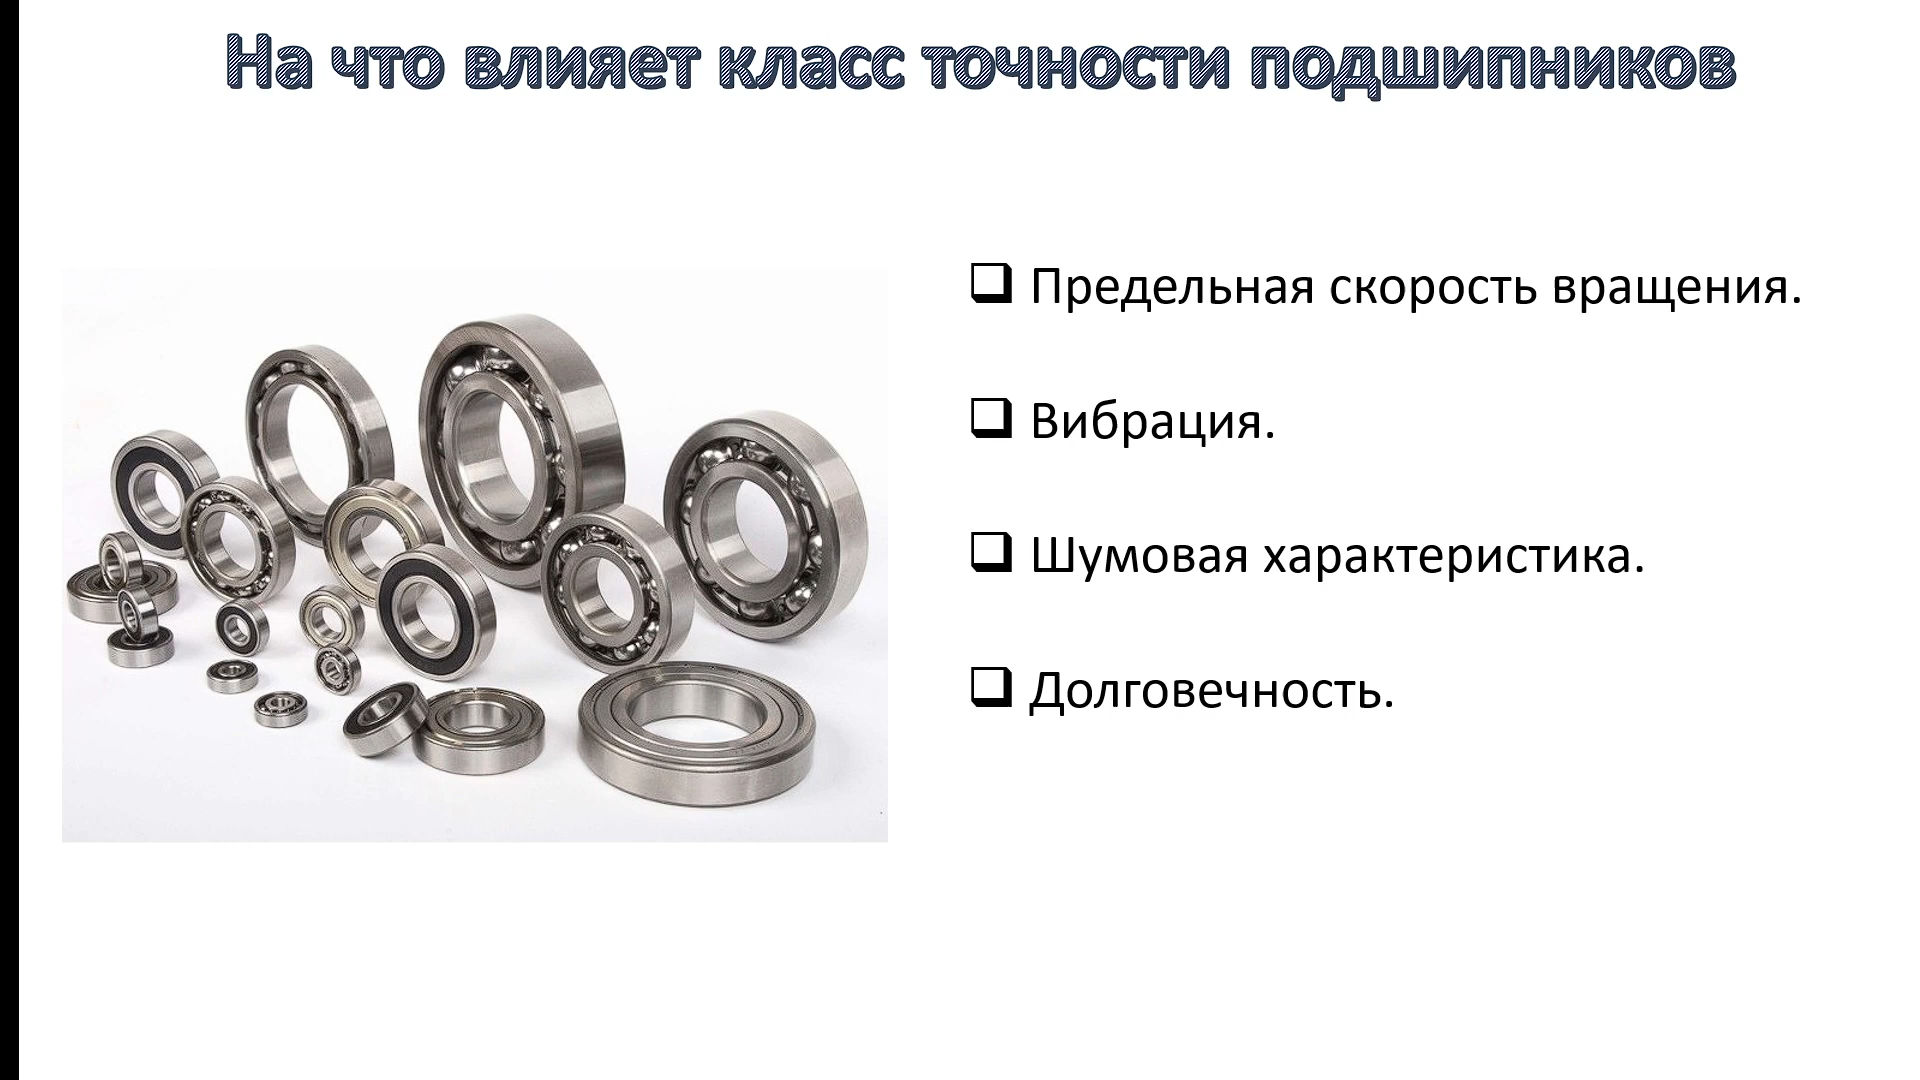 На что влияет класс точности подшипников
Предельная скорость вращения.
Вибрация.
Шумовая характеристика.
Долговечность.